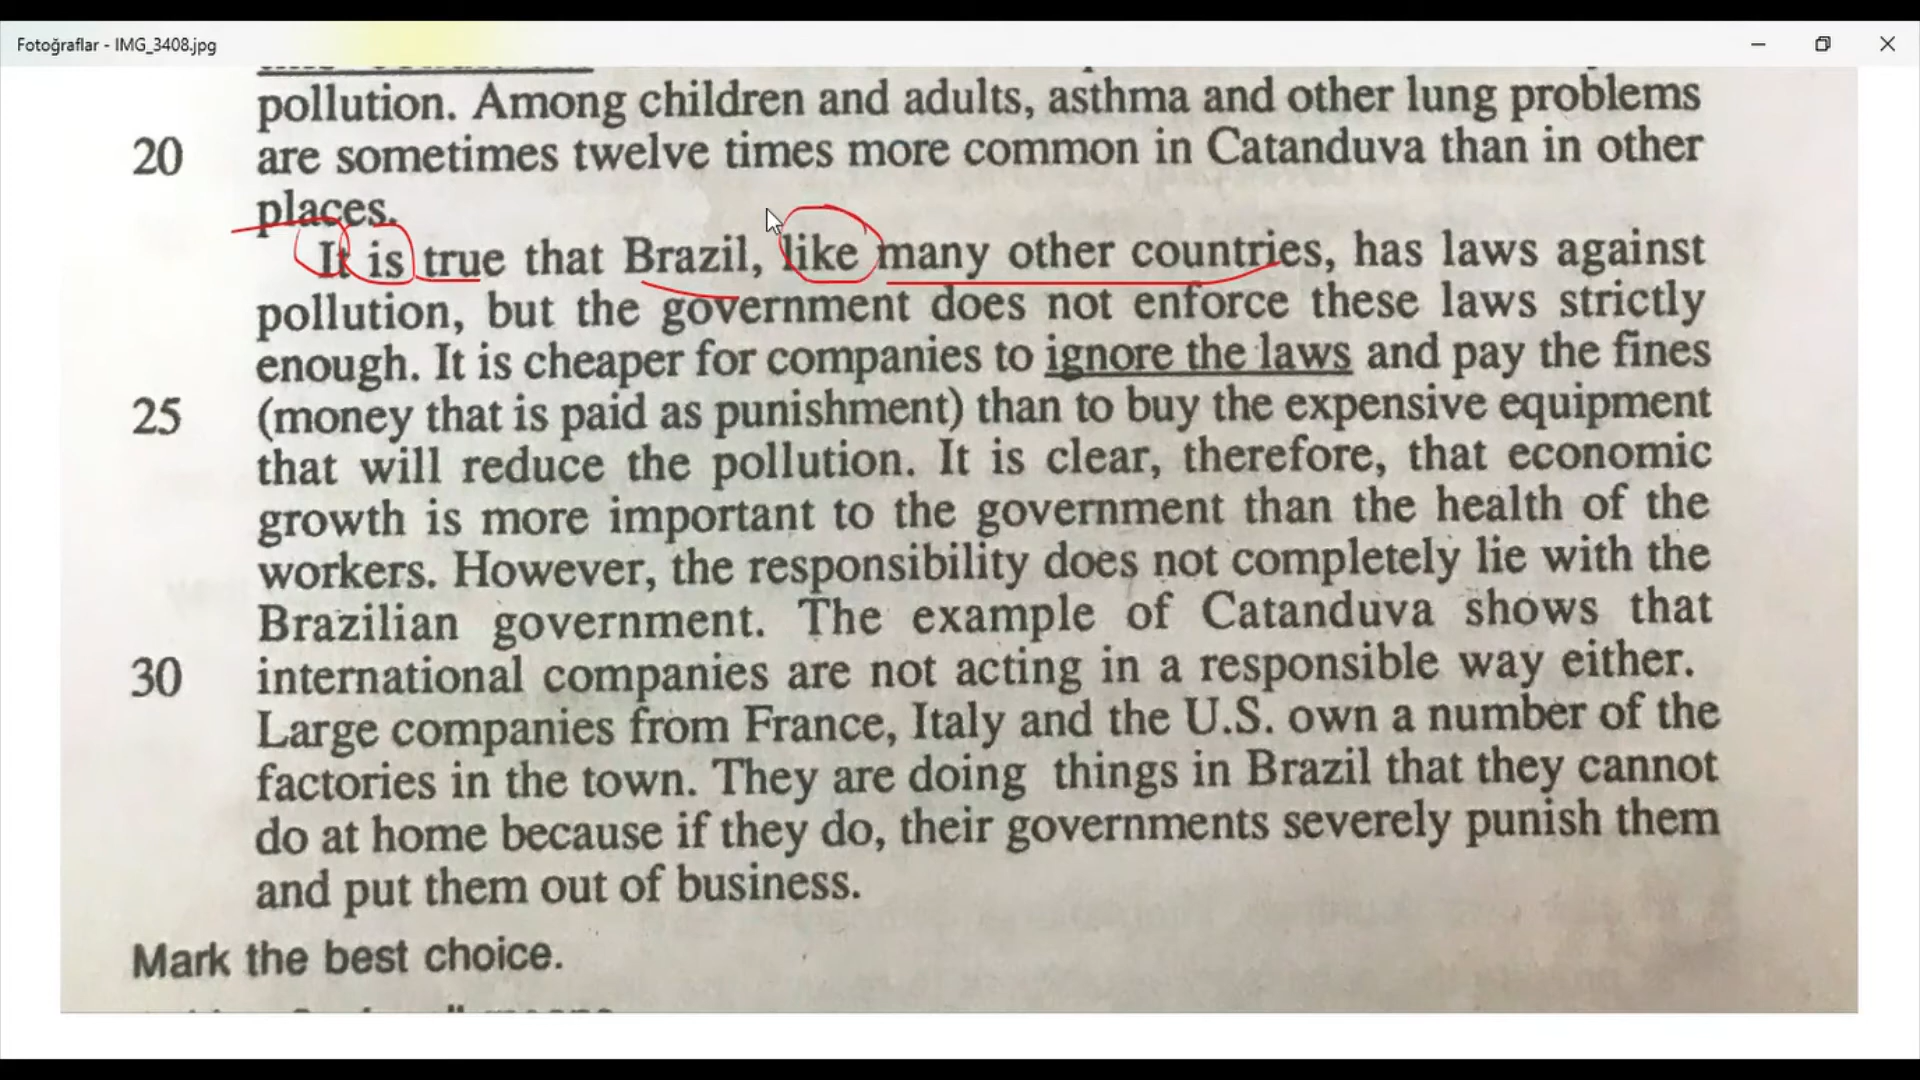 Fotoğraflar - IMG_3408.jpg
pollution. Among children and adults, asthma and other lung problems
20 are sometimes twelve times more common in Catanduva than in other
places.
It is true that Brazil, like many other countries, has laws against
pollution, but the government does not enforce these laws strictly
enough. It is cheaper for companies to ignore the laws and pay the fines
25 (money that is paid as punishment) than to buy the expensive equipment
that will reduce the pollution. It is clear, therefore, that economic
growth is more important to the government than the health of the
workers. However, the responsibility does not completely lie with the
Brazilian government. The example of Catanduva shows that
30 international companies are not acting in a responsible way either.
Large companies from France, Italy and the U.S. own a number of the
factories in the town. They are doing things in Brazil that they cannot
do at home because if they do, their governments severely punish them
and put them out of business.
Mark the best choice.